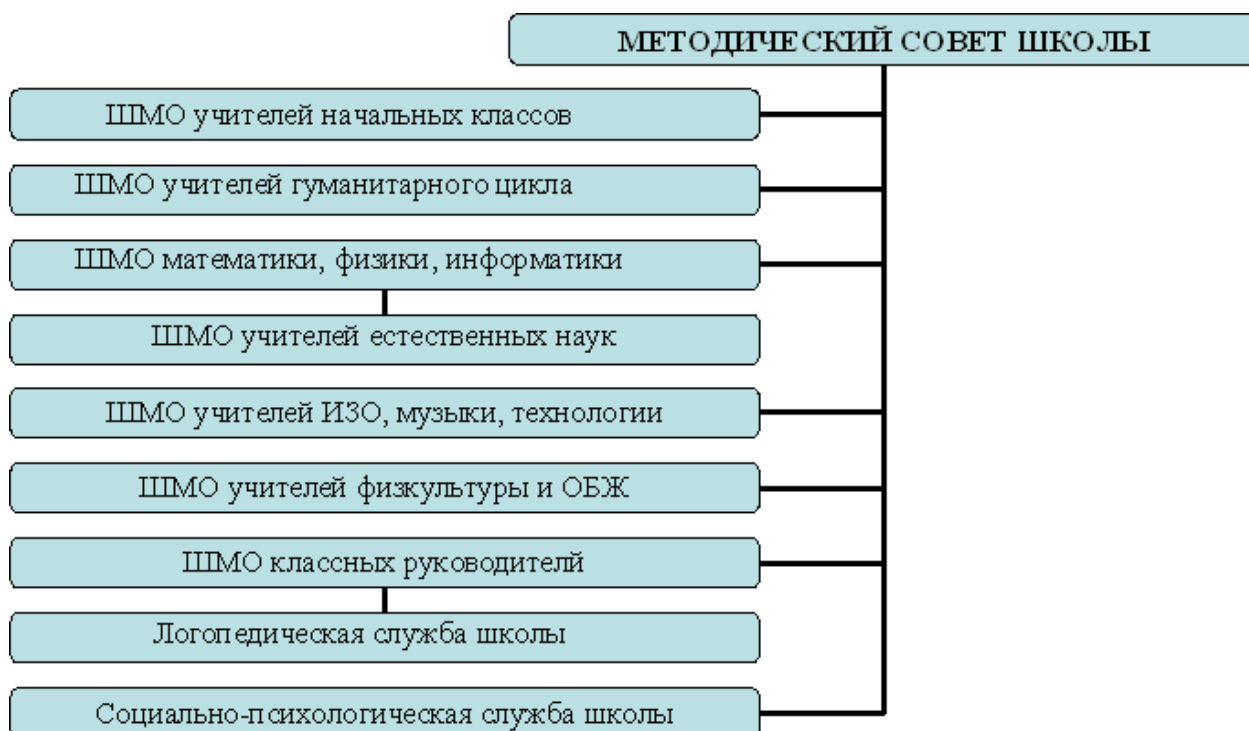 МЕТОДИЧЕСКИЙ СОВЕТ ШКОЛЫ
ШМО учителей начальных классов
ШМО учителей гуманитарного цикла
ШМО математики, физики, информатики
ШМО учителей естественных наук
ШМО учителей ИЗО, музыки, технологии
ШМО учителей физкультуры и ОБЖ
ШМО классных руководителй
Логопедическая служба школы
Социально-психологическая служба школы